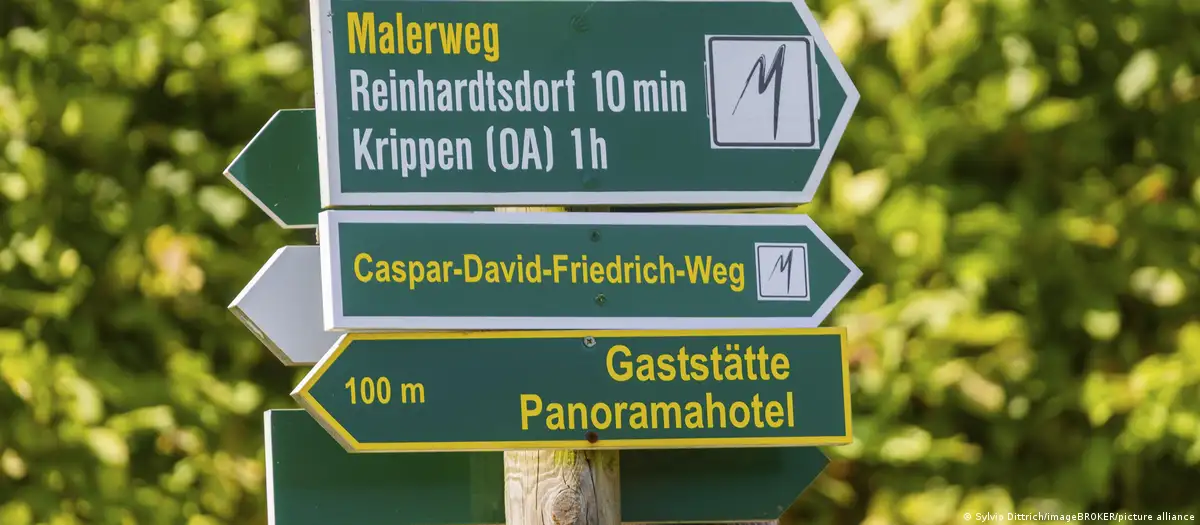 Malerweg
Reinhardtsdorf 10 min
Krippen (OA) 1h
M
Caspar-David-Friedrich-Weg
M
Gaststätte
100 m
Panoramahotel
© Sylvio Dittrich/imageBROKER/picture alliance